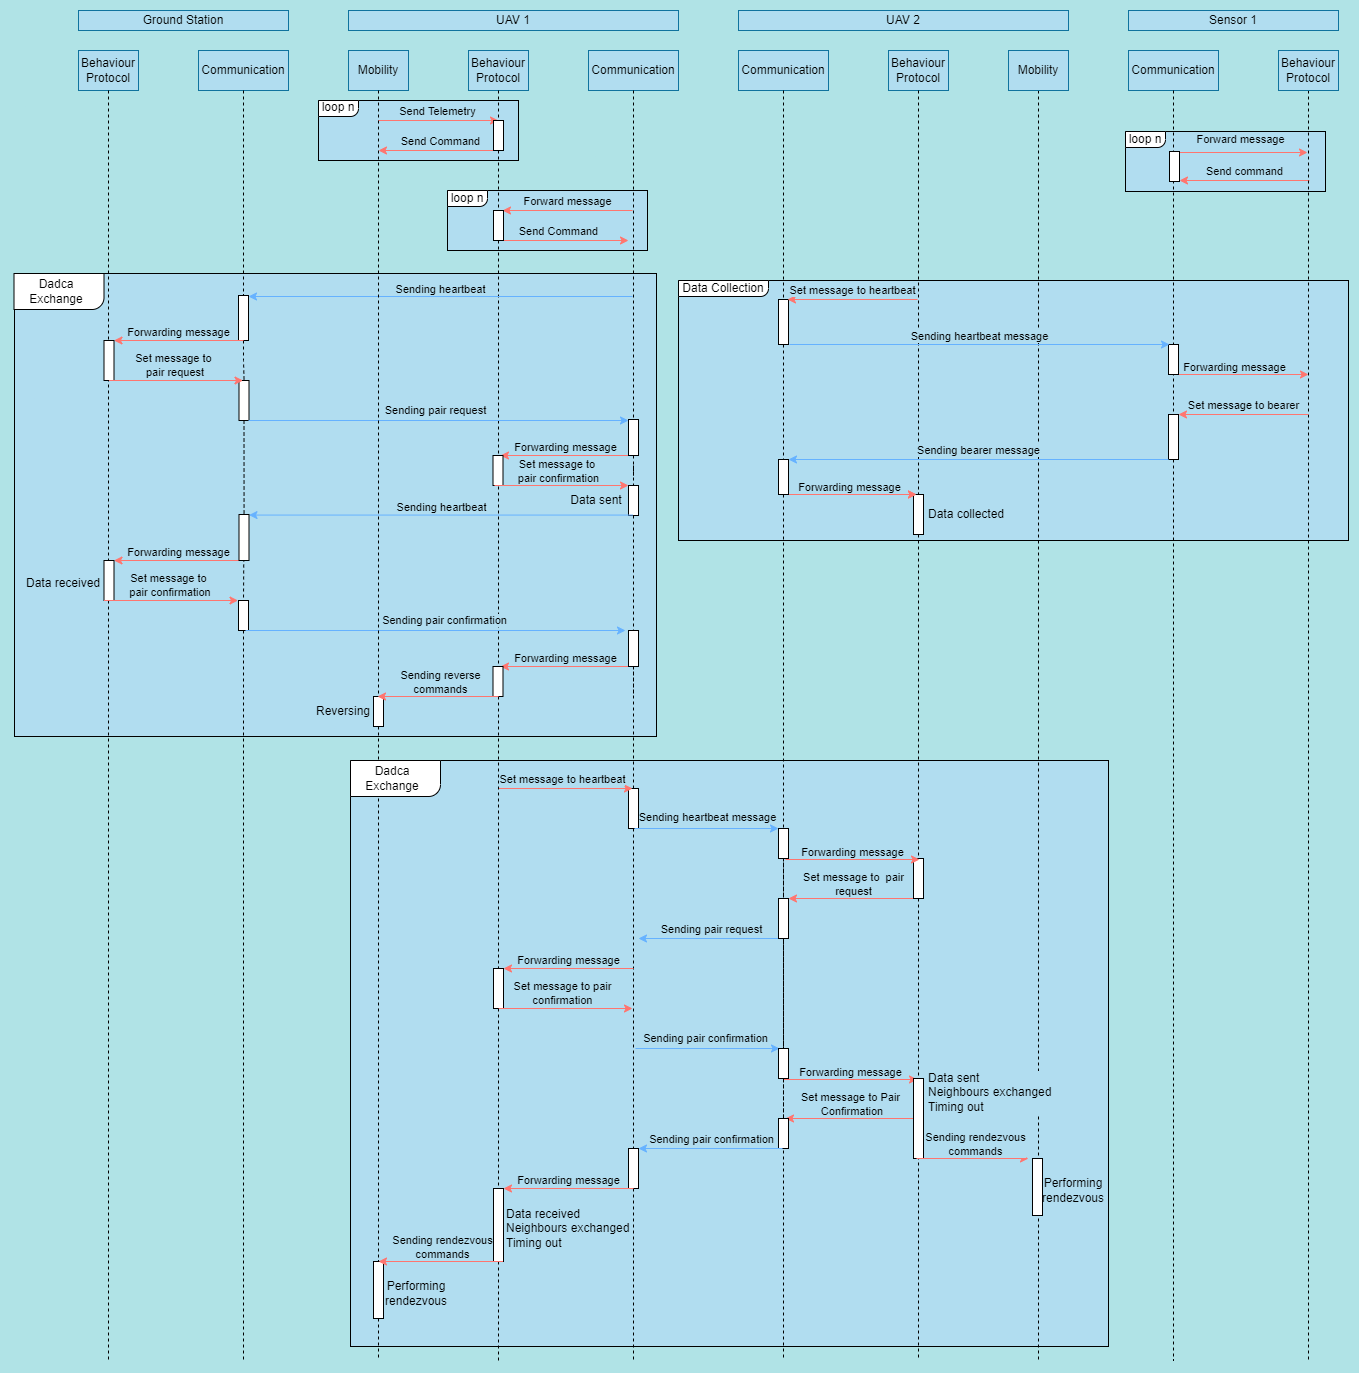 Ground Station
UAV 1
UAV 2
Sensor 1
Behaviour
Protocol
Communication
Mobility
Behaviour
Protocol
Communication
Communication
Behaviour
Protocol
Mobility
Communication
Behaviour
Protocol
loop n
Send Telemetry
Send Command
loop n
Forward message
Send command
loop n
Forward message
Send Command
Dadca
Exchange
Sending heartbeat
Forwarding message
Set message to
pair request
Sending pair request
Forwarding message
Set message to
pair confirmation
Data sent
Sending heartbeat
Forwarding message
Data received
Set message to
pair confirmation
Sending pair confirmation
Forwarding message
Sending reverse
commands
Reversing
Data Collection
Set message to heartbeat
Sending heartbeat message
Forwarding message
Set message to bearer
Sending bearer message
Forwarding message
Data collected
Dadca
Exchange
Set message to heartbeat
Sending heartbeat message
Forwarding message
Set message to  pair
request
Sending pair request
Forwarding message
Set message to pair
confirmation
Sending pair confirmation
Forwarding message
Data sent
Neighbours exchanged
Timing out
Set message to Pair
Confirmation
Sending pair confirmation
Sending rendezvous
commands
Performing
rendezvous
Forwarding message
Data received
Neighbours exchanged
Timing out
Sending rendezvous
commands
Performing
rendezvous